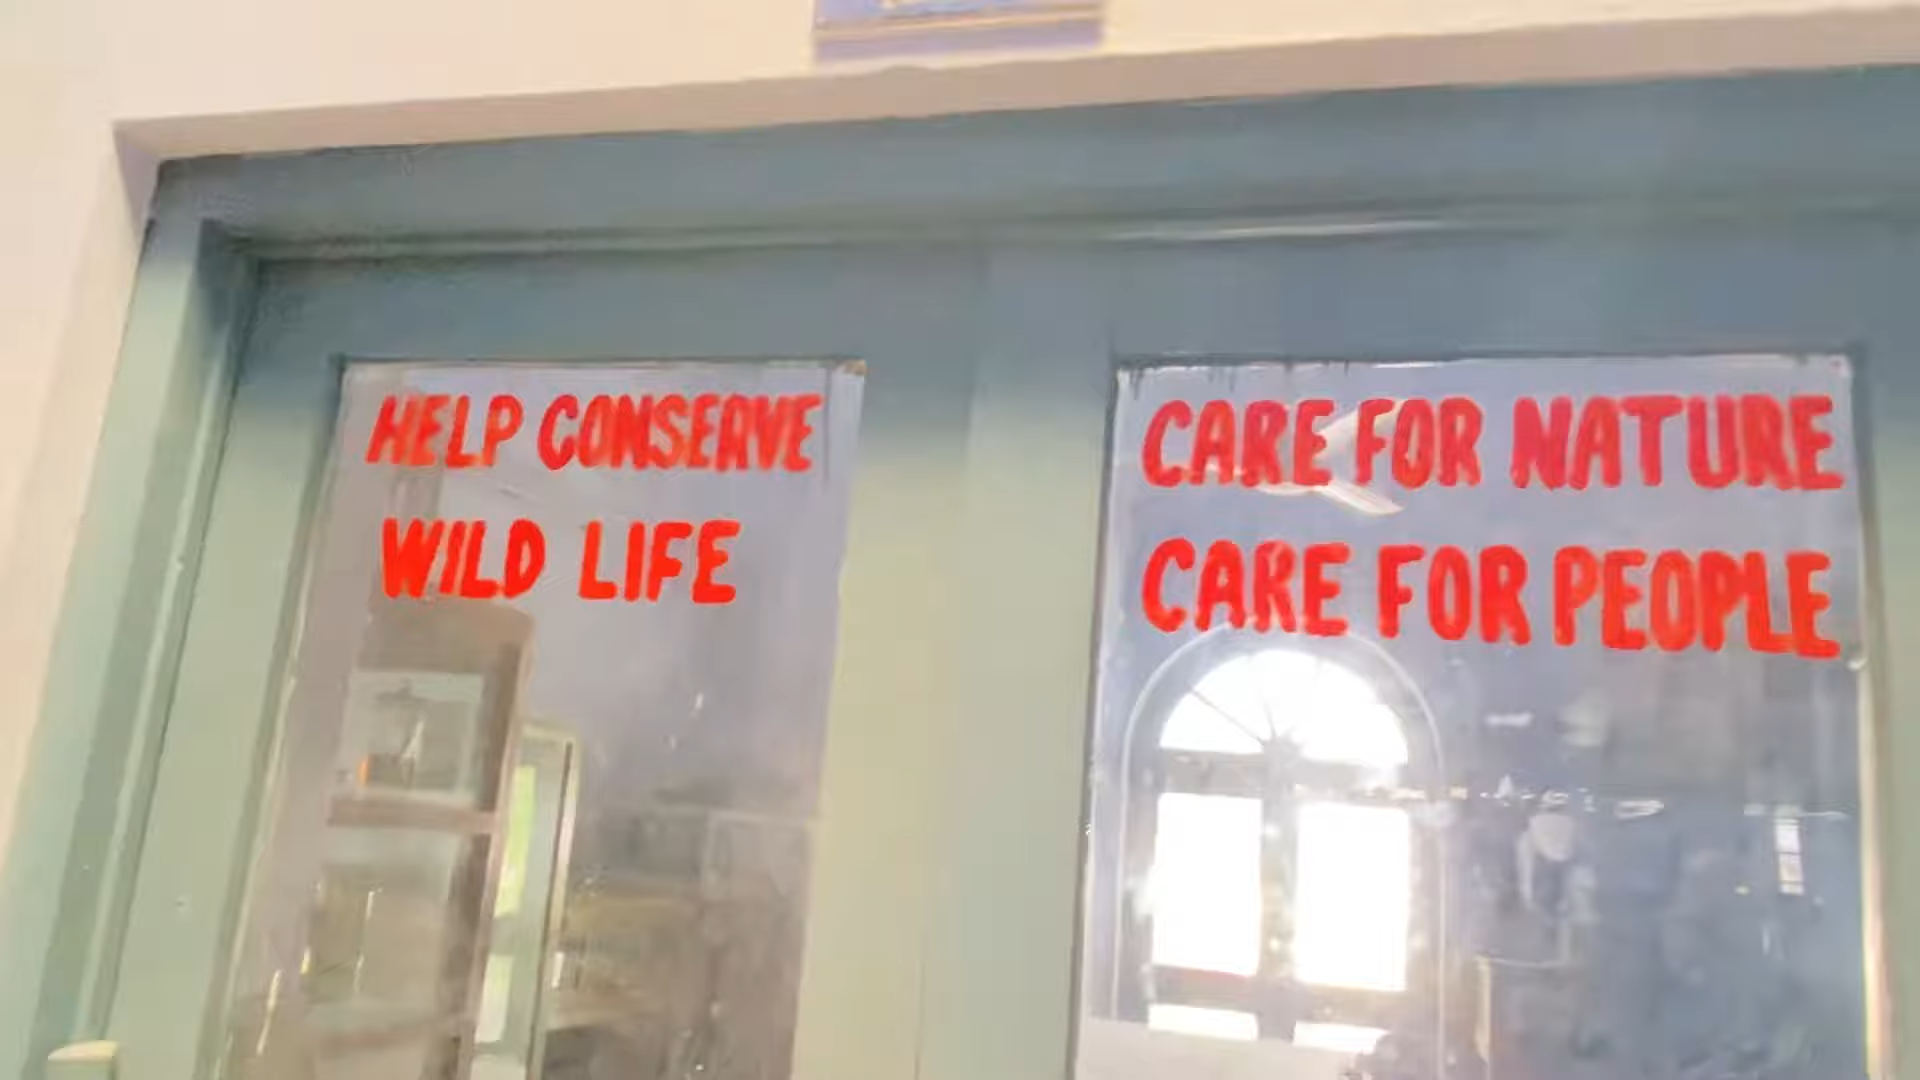 HELP CONSERVE
WILD LIFE
CARE FOR NATURE
CARE FOR PEOPLE